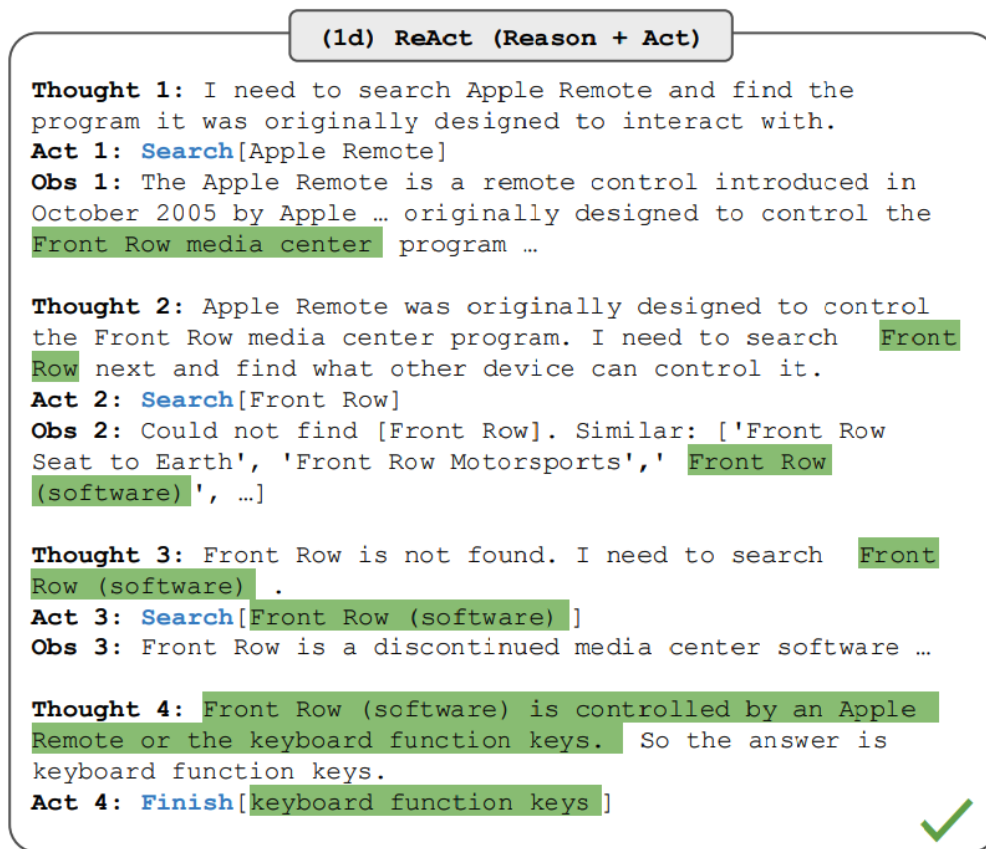 (1d) ReAct (Reason + Act)
Thought 1: I need to search Apple Remote and find the
program it was originally designed to interact with.
Act 1: Search[Apple Remote]
Obs 1: The Apple Remote is a remote control introduced in
October 2005 by Apple … originally designed to control the
Front Row media center program …
Thought 2: Apple Remote was originally designed to control
the Front Row media center program. I need to search Front
Row next and find what other device can control it.
Act 2: Search[Front Row]
Obs 2: Could not find [Front Row]. Similar: ['Front Row
Seat to Earth', 'Front Row Motorsports',' Front Row
(software)', …]
Thought 3: Front Row is not found. I need to search Front
Row (software) .
Act 3: Search[Front Row (software) ]
Obs 3: Front Row is a discontinued media center software …
Thought 4: Front Row (software) is controlled by an Apple
Remote or the keyboard function keys. So the answer is
keyboard function keys.
Act 4: Finish[keyboard function keys ]